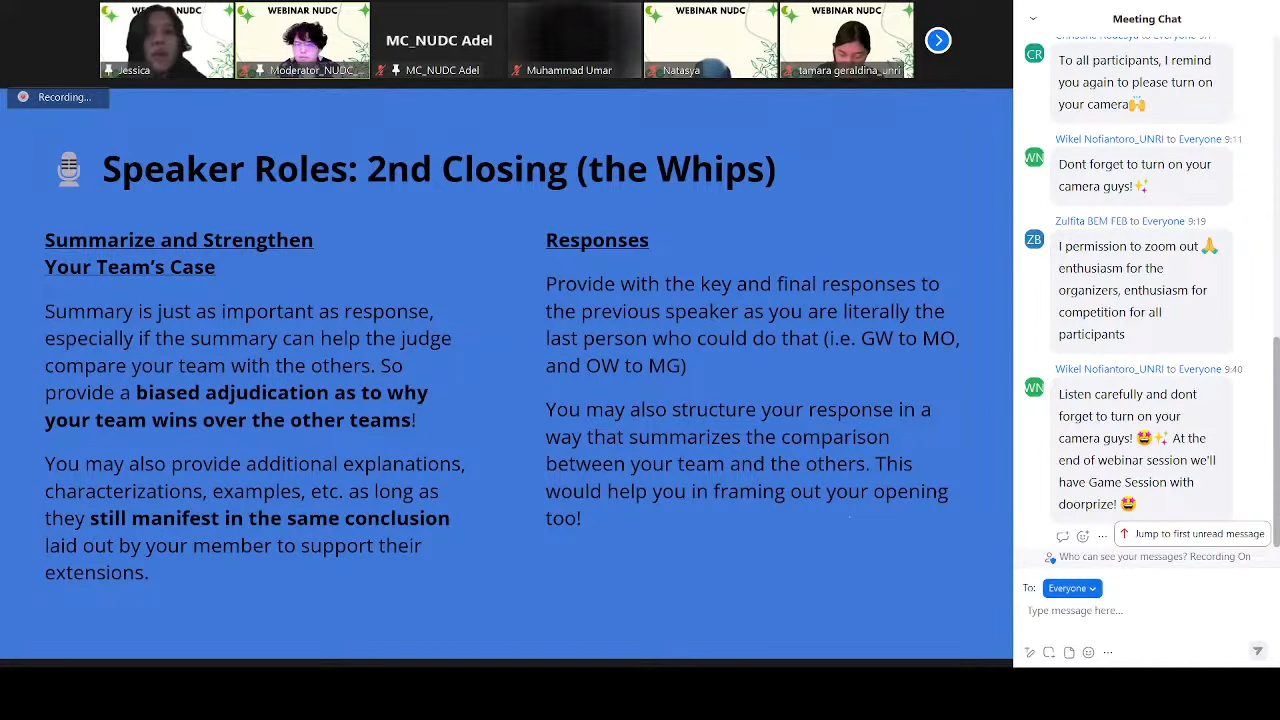 WEBINAR NUDC
WEBINAR NUDC
WEBINAR NUDC
WEBINAR NUDC
MC_NUDC Adel
Jessica
Moderator_NUDC_...
MC_NUDC Adel
Muhammad Umar
Natasya
tamara geraldina_unri
Recording...
Speaker Roles: 2nd Closing (the Whips)
Summarize and Strengthen
Your Team's Case
Summary is just as important as response,
especially if the summary can help the judge
compare your team with the others. So
provide a biased adjudication as to why
your team wins over the other teams!
You may also provide additional explanations,
characterizations, examples, etc. as long as
they still manifest in the same conclusion
laid out by your member to support their
extensions.
Responses
Provide with the key and final responses to
the previous speaker as you are literally the
last person who could do that (i.e. GW to MO,
and OW to MG)
You may also structure your response in a
way that summarizes the comparison
between your team and the others. This
would help you in framing out your opening
too!
Meeting Chat
CR
To all participants, I remind
you again to please turn on
your camera🙌
Wikel Nofiantoro_UNRI to Everyone 9:11
WN
Dont forget to turn on your
camera guys!✨
Zulfita BEM FEB to Everyone 9:19
ZB
I permission to zoom out 🙏
enthusiasm for the
organizers, enthusiasm for
competition for all
participants
Wikel Nofiantoro_UNRI to Everyone 9:40
WN
Listen carefully and dont
forget to turn on your
camera guys! 🤩✨ At the
end of webinar session we'll
have Game Session with
doorprize! 🤩
Jump to first unread message
Who can see your messages? Recording On
To: Everyone
Type message here...